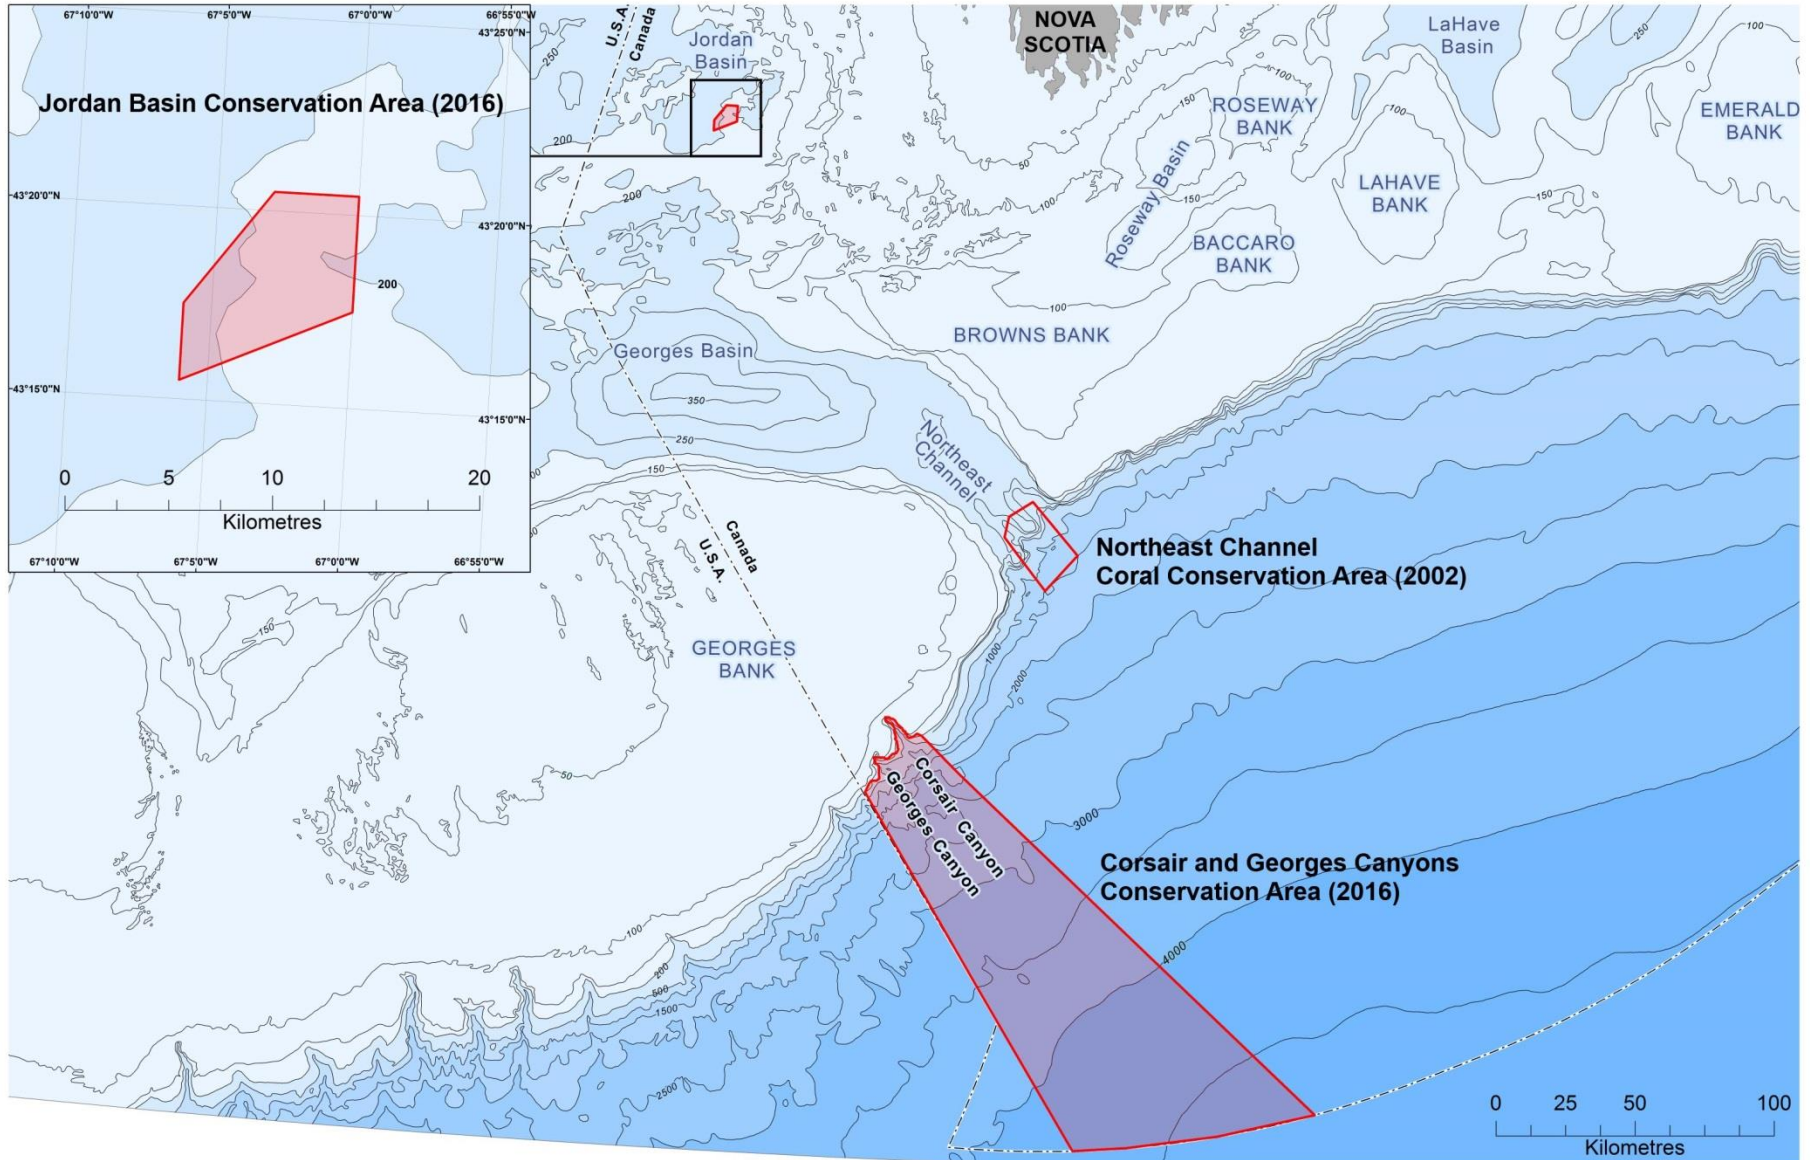 67°10'0"W
67°5'0"W
67°0'0"W
66°55'0"W
43°25'0"N
Jordan Basin Conservation Area (2016)
43°20'0"N
43°20'0"N
200
43°15'0"N
43°15'0"N
0
5
10
20
Kilometres
67°10'0"W
67°5'0"W
67°0'0"W
66°55'0"W
U.S.A.
Canada
250
Jordan
Basin
200
200
NOVA
SCOTIA
LaHave
Basin
250
100
100
150
ROSEWAY
BANK
EMERALD
BANK
100
50
Roseway Basin
LAHAVE
BANK
150
100
150
150
BACCARO
BANK
100
BROWNS BANK
Georges Basin
350
250
150
Northeast
Channel
Canada
U.S.A.
Northeast Channel
Coral Conservation Area (2002)
150
GEORGES
BANK
1000
2000
50
Corsair Canyon
Georges Canyon
3000
Corsair and Georges Canyons
Conservation Area (2016)
100
200
500
1500
4000
2500
0
25
50
100
Kilometres